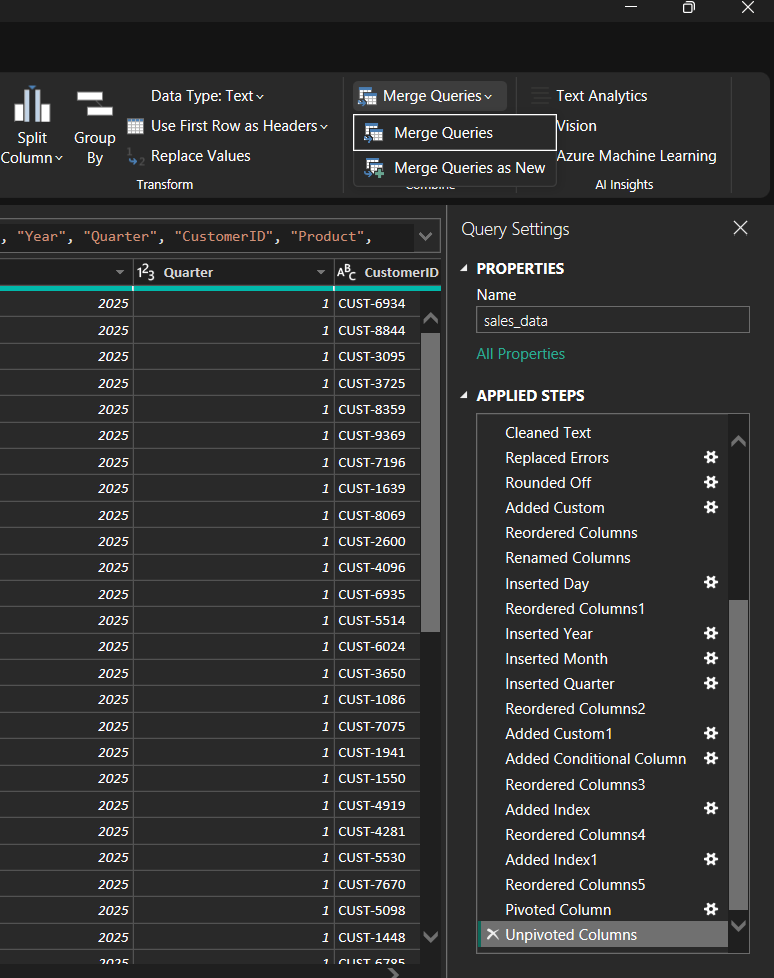 Split
Column
Group
By
Data Type: Text
Use First Row as Headers
Replace Values
Transform
Merge Queries
Merge Queries
Merge Queries as New
Combine
Text Analytics
Vision
Azure Machine Learning
AI Insights
, "Year", "Quarter", "CustomerID", "Product",
1²3 Quarter ABC CustomerID
2025 1 CUST-6934
2025 1 CUST-8844
2025 1 CUST-3095
2025 1 CUST-3725
2025 1 CUST-8359
2025 1 CUST-9369
2025 1 CUST-7196
2025 1 CUST-1639
2025 1 CUST-8069
2025 1 CUST-2600
2025 1 CUST-4096
2025 1 CUST-6935
2025 1 CUST-5514
2025 1 CUST-6024
2025 1 CUST-3650
2025 1 CUST-1086
2025 1 CUST-7075
2025 1 CUST-1941
2025 1 CUST-1550
2025 1 CUST-4919
2025 1 CUST-4281
2025 1 CUST-5530
2025 1 CUST-7670
2025 1 CUST-5098
2025 1 CUST-1448
2025 1 CUST-6785
Query Settings
PROPERTIES
Name
sales_data
All Properties
APPLIED STEPS
Cleaned Text
Replaced Errors
Rounded Off
Added Custom
Reordered Columns
Renamed Columns
Inserted Day
Reordered Columns1
Inserted Year
Inserted Month
Inserted Quarter
Reordered Columns2
Added Custom1
Added Conditional Column
Reordered Columns3
Added Index
Reordered Columns4
Added Index1
Reordered Columns5
Pivoted Column
Unpivoted Columns